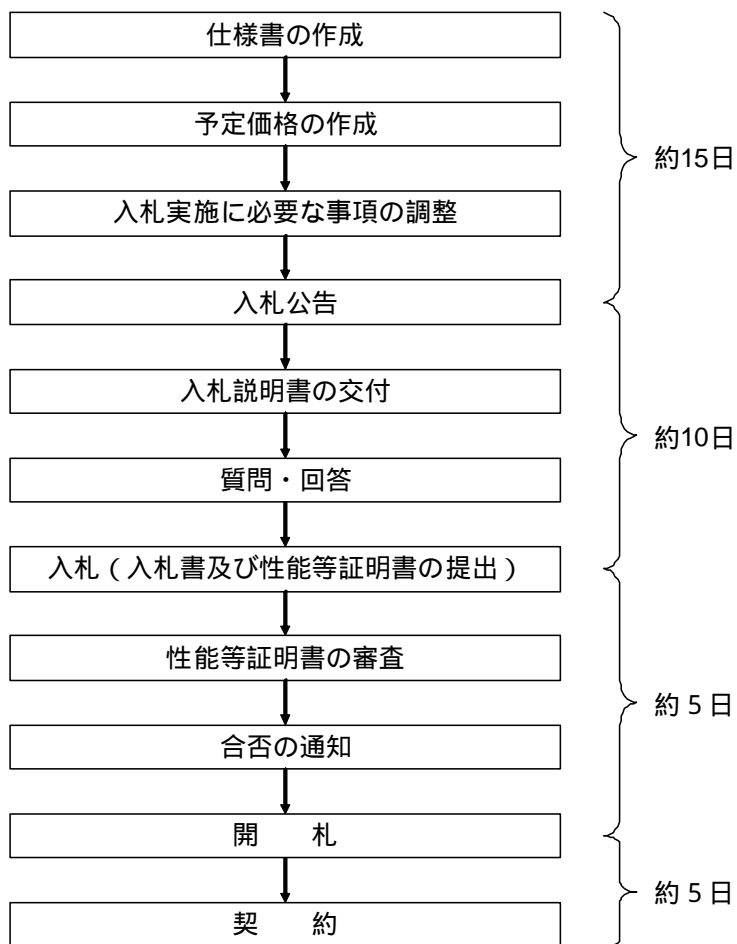 仕様書の作成
予定価格の作成
約15日
入札実施に必要な事項の調整
入札公告
入札説明書の交付
約10日
質問・回答
入札（入札書及び性能等証明書の提出）
性能等証明書の審査
約５日
合否の通知
開　　札
約５日
契　　約